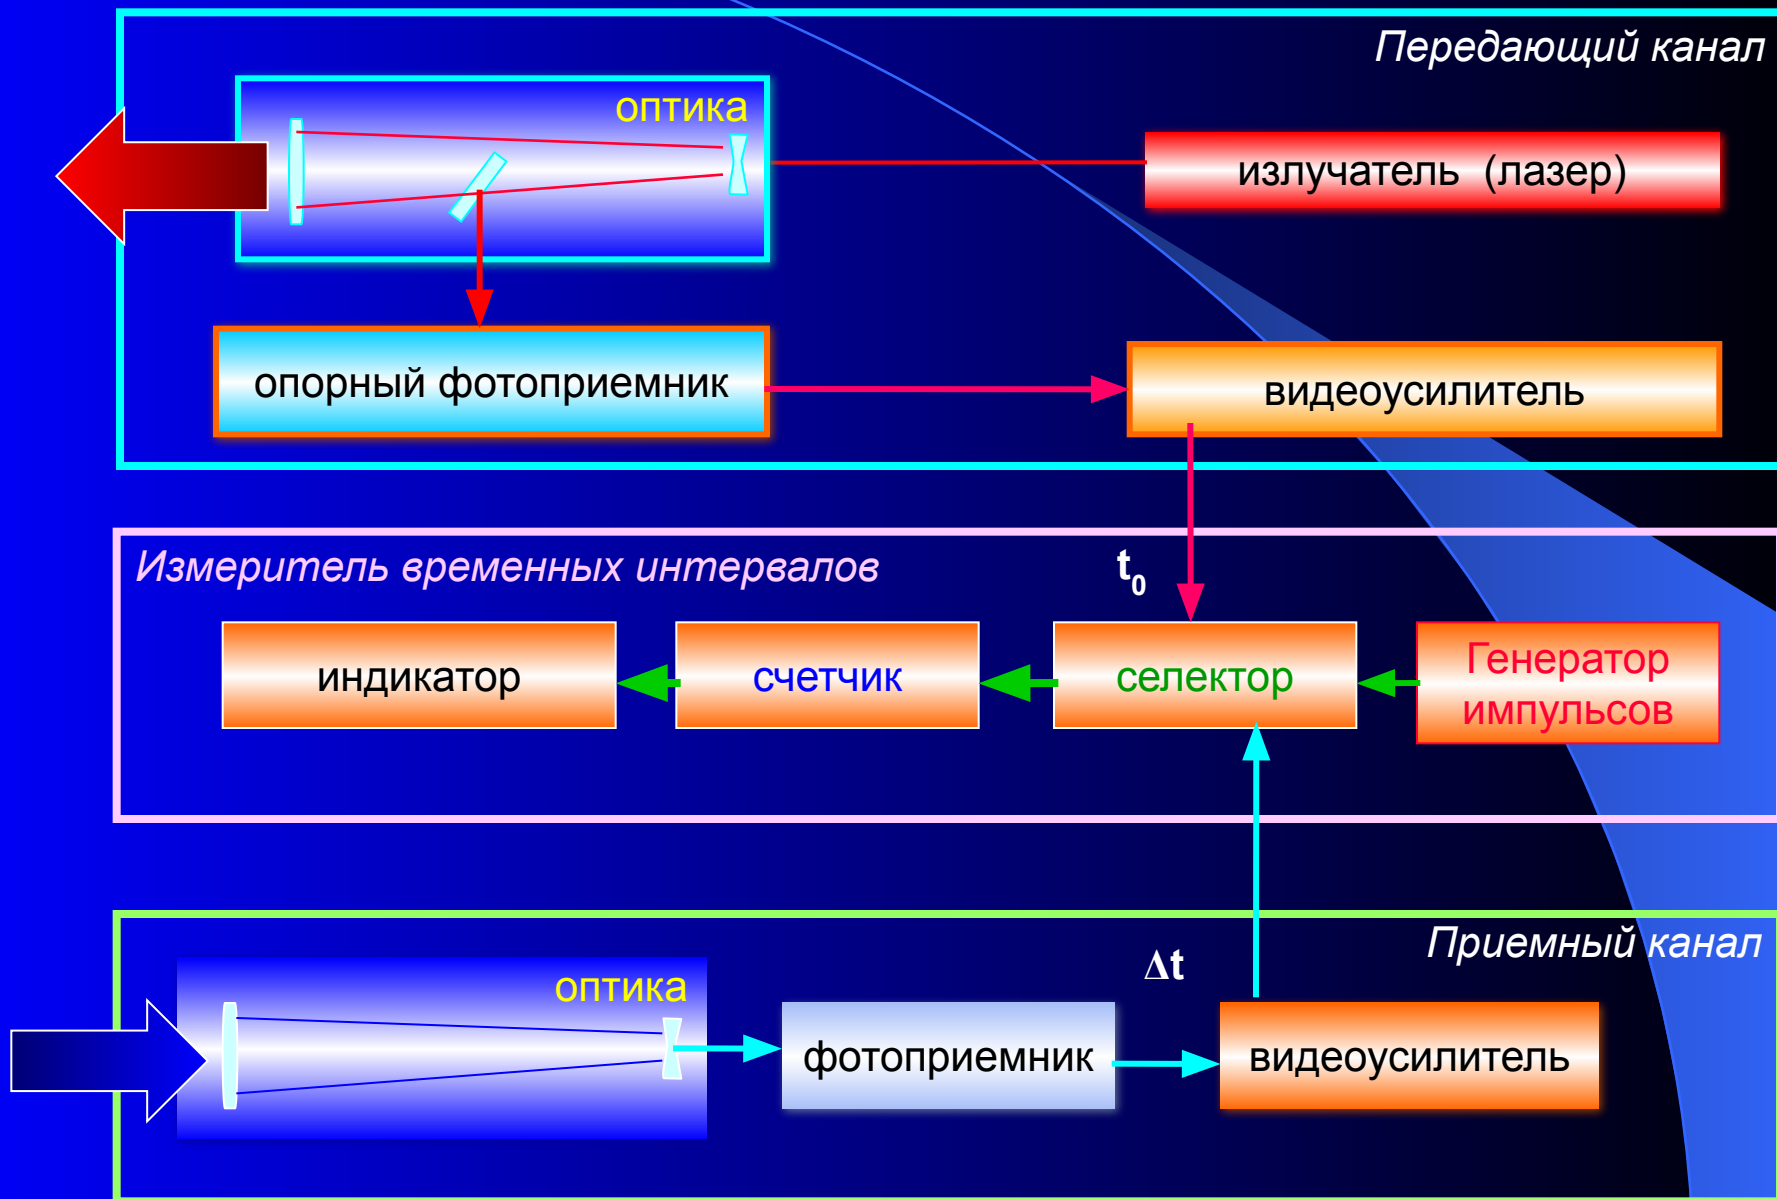 Передающий канал
оптика
излучатель (лазер)
опорный фотоприемник
видеоусилитель
Измеритель временных интервалов
t₀
индикатор
счетчик
селектор
Генератор
импульсов
Приемный канал
Δt
оптика
фотоприемник
видеоусилитель